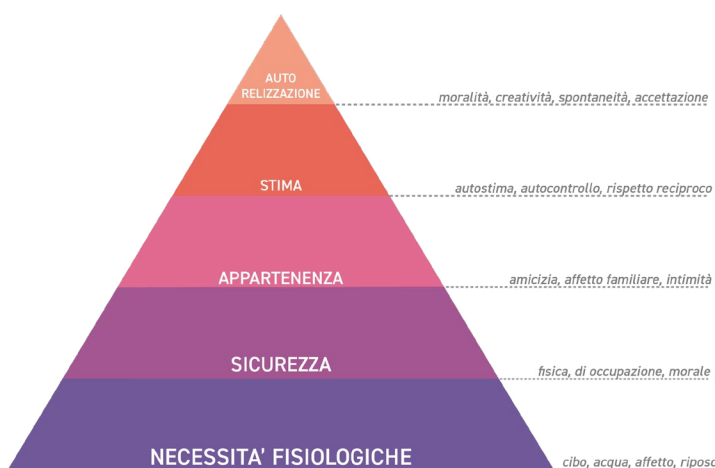 AUTO
RELIZZAZIONE
moralità, creatività, spontaneità, accettazione
STIMA
autostima, autocontrollo, rispetto reciproco
APPARTENENZA
amicizia, affetto familiare, intimità
SICUREZZA
fisica, di occupazione, morale
NECESSITA' FISIOLOGICHE
cibo, acqua, affetto, riposo